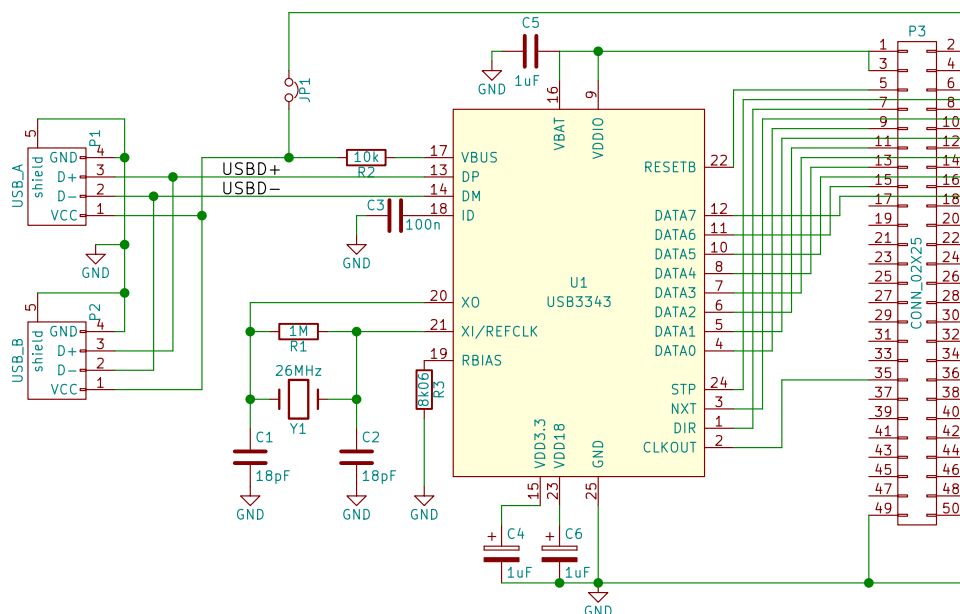 C5
1uF
GND
16
9
VBAT
VDDIO
JP1
5
P1
USB_A
shield
GND 4
D+ 3
D- 2
VCC 1
GND
10k
R2
USBD+
USBD-
C3
100n
GND
17 VBUS
13 DP
14 DM
18 ID
20 XO
21 XI/REFCLK
19 RBIAS
U1
USB3343
RESETB 22
DATA7 12
DATA6 11
DATA5 10
DATA4 8
DATA3 7
DATA2 6
DATA1 5
DATA0 4
STP 24
NXT 3
DIR 1
CLKOUT 2
5
P2
USB_B
shield
GND 4
D+ 3
D- 2
VCC 1
1M
R1
26MHz
Y1
8k06
R3
C1
18pF
GND
C2
18pF
GND
GND
VDD3.3
VDD18
GND
15
23
25
+ C4
1uF
+ C6
1uF
GND
P3
CONN_02X25
1 2
3 4
5 6
7 8
9 10
11 12
13 14
15 16
17 18
19 20
21 22
23 24
25 26
27 28
29 30
31 32
33 34
35 36
37 38
39 40
41 42
43 44
45 46
47 48
49 50